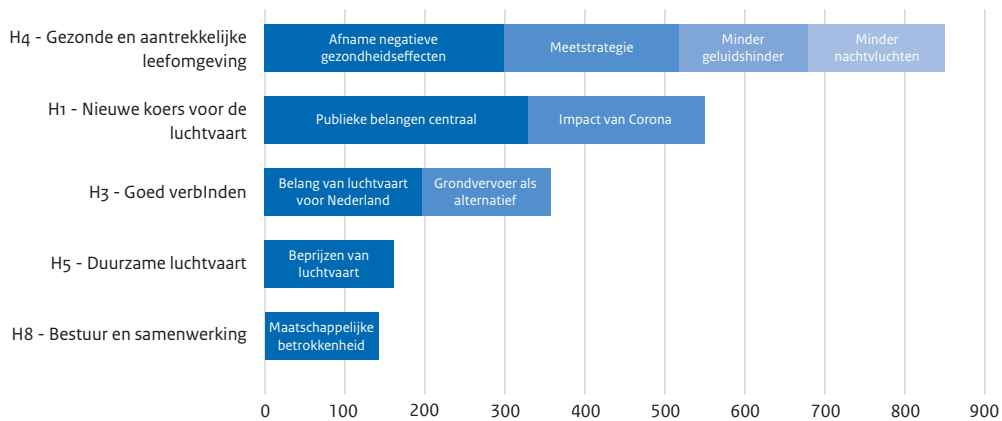 H4 - Gezonde en aantrekkelijke
leefomgeving
Afname negatieve
gezondheidseffecten
Meetstrategie
Minder
geluidshinder
Minder
nachtvluchten
H1 - Nieuwe koers voor de
luchtvaart
Publieke belangen centraal
Impact van Corona
H3 - Goed verbInden
Belang van luchtvaart
voor Nederland
Grondvervoer als
alternatief
H5 - Duurzame luchtvaart
Beprijzen van
luchtvaart
H8 - Bestuur en samenwerking
Maatschappelijke
betrokkenheid
0 100 200 300 400 500 600 700 800 900